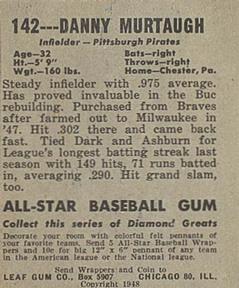 142---DANNY MURTAUGH
Infielder — Pittsburgh Pirates
Age—32 Bats—right
Ht.—5' 9" Throws—right
Wgt.—160 lbs. Home—Chester, Pa.
Steady infielder with .975 average.
Has proved invaluable in the Buc
rebuilding. Purchased from Braves
after farmed out to Milwaukee in
'47. Hit .302 there and came back
fast. Tied Dark and Ashburn for
League's longest batting streak last
season with 149 hits, 71 runs batted
in, averaging .290. Hit grand slam,
too.
ALL-STAR BASEBALL GUM
Collect this series of Diamond Greats
Decorate your room with colorful felt pennants of
your favorite teams. Send 5 All-Star Baseball Wrap-
pers and 10c for big 12" x 6" pennant of any team
in the American league or the National league.
Send Wrappers and Coin to
LEAF GUM CO., Box 5907 CHICAGO 80, ILL.
Copyright 1948